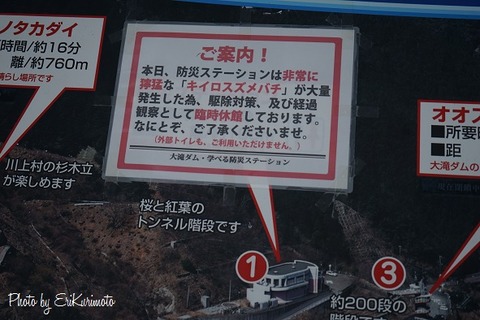 ノタカダイ
時間/約16分
離/約760m
晴らし場所です
川上村の杉木立
が楽しめます
ご案内！
本日、防災ステーションは非常に
獰猛な「キイロスズメバチ」が大量
発生した為、駆除対策、及び経過
観察として臨時休館しております。
なにとぞ、ご了承くださいませ。
（外部トイレも、ご利用いただけません。）
大滝ダム・学べる防災ステーション
桜と紅葉の
トンネル階段です
1
オオ
■所要
■距
大滝ダムの
3
約200段の
階段です
Photo by EriKurimoto